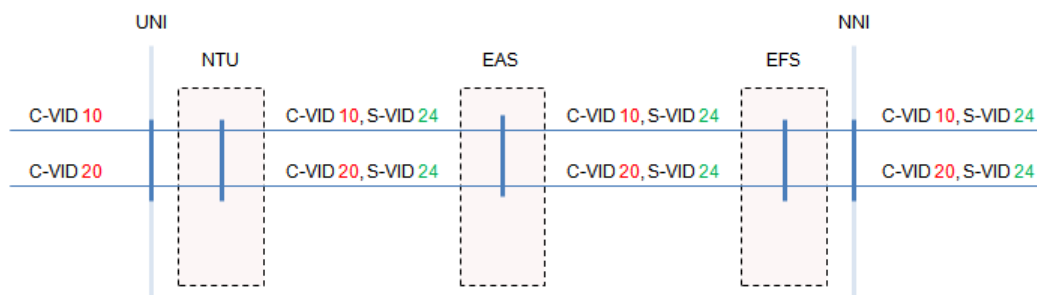 UNI
NNI
NTU
EAS
EFS
C-VID 10
C-VID 10, S-VID 24
C-VID 10, S-VID 24
C-VID 10, S-VID 24
C-VID 20
C-VID 20, S-VID 24
C-VID 20, S-VID 24
C-VID 20, S-VID 24